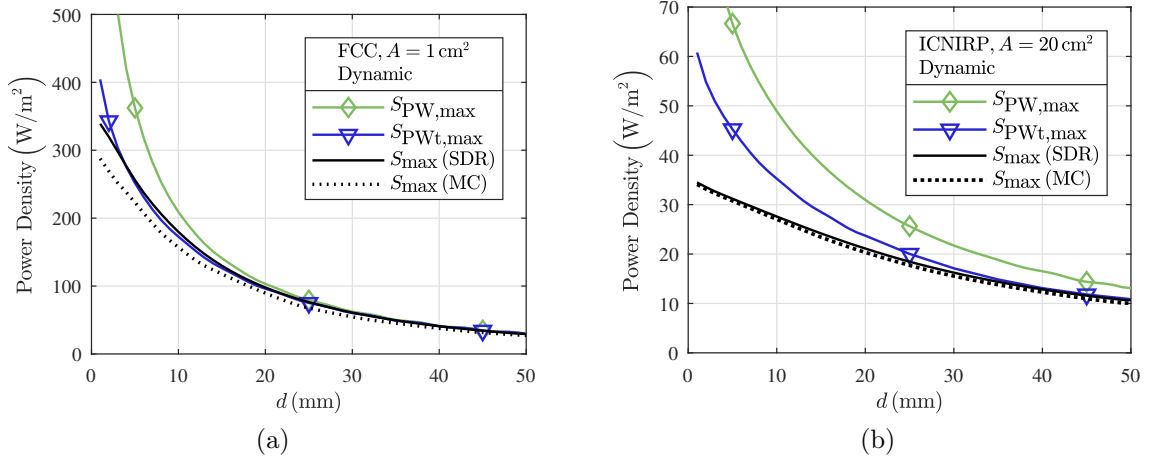 500
400
300
200
100
0
Power Density (W/m²)
FCC, A = 1 cm²
Dynamic
S_PW,max
S_PWt,max
S_max (SDR)
S_max (MC)
0 10 20 30 40 50
d (mm)
(a)
70
60
50
40
30
20
10
0
Power Density (W/m²)
ICNIRP, A = 20 cm²
Dynamic
S_PW,max
S_PWt,max
S_max (SDR)
S_max (MC)
0 10 20 30 40 50
d (mm)
(b)